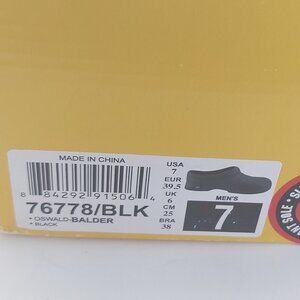 MADE IN CHINA
8 84292 91506 4
76778/BLK
• OSWALD-BALDER
• BLACK
USA
7
EUR
39.5
UK
6
CM
25
BRA
38
MEN'S
7